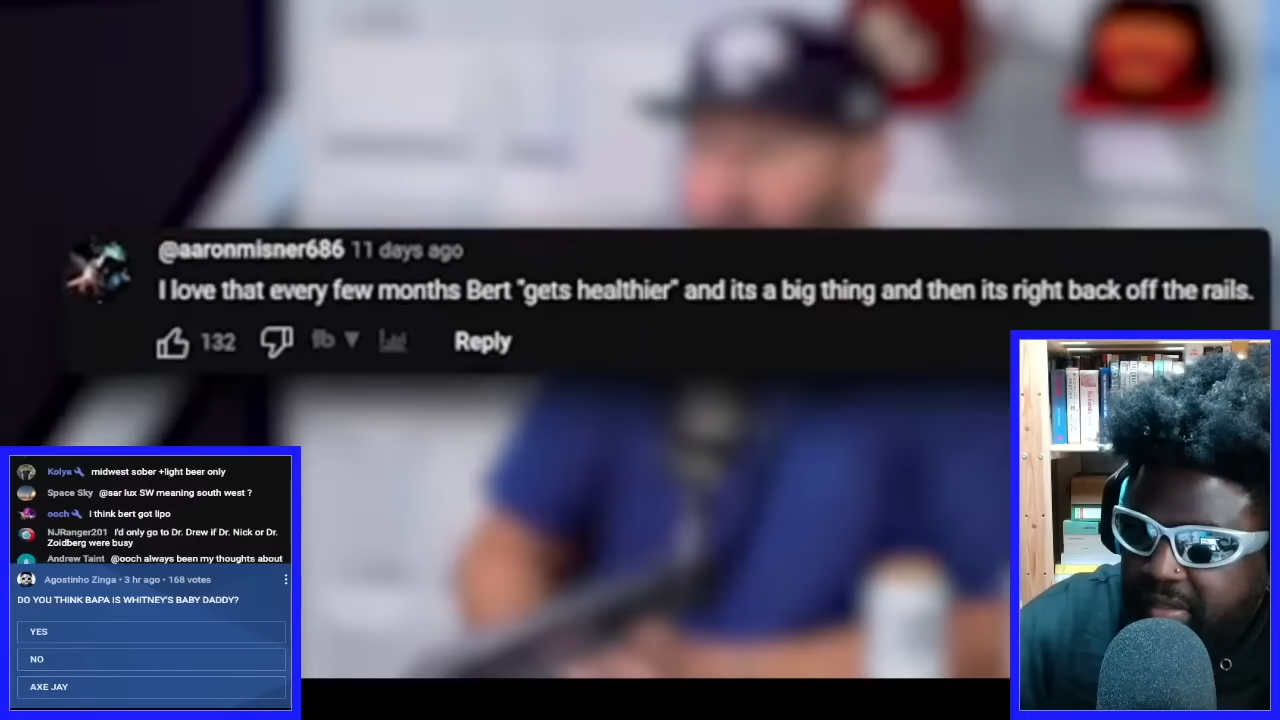 @aaronmisner686 11 days ago
I love that every few months Bert "gets healthier" and its a big thing and then its right back off the rails.
132
Reply
Kolya midwest sober +light beer only
Space Sky @sar lux SW meaning south west ?
ooch I think bert got lipo
NJRanger201 I'd only go to Dr. Drew if Dr. Nick or Dr.
Zoidberg were busy
Andrew Taint @ooch always been my thoughts about
Agostinho Zinga • 3 hr ago • 168 votes
DO YOU THINK BAPA IS WHITNEY'S BABY DADDY?
YES
NO
AXE JAY